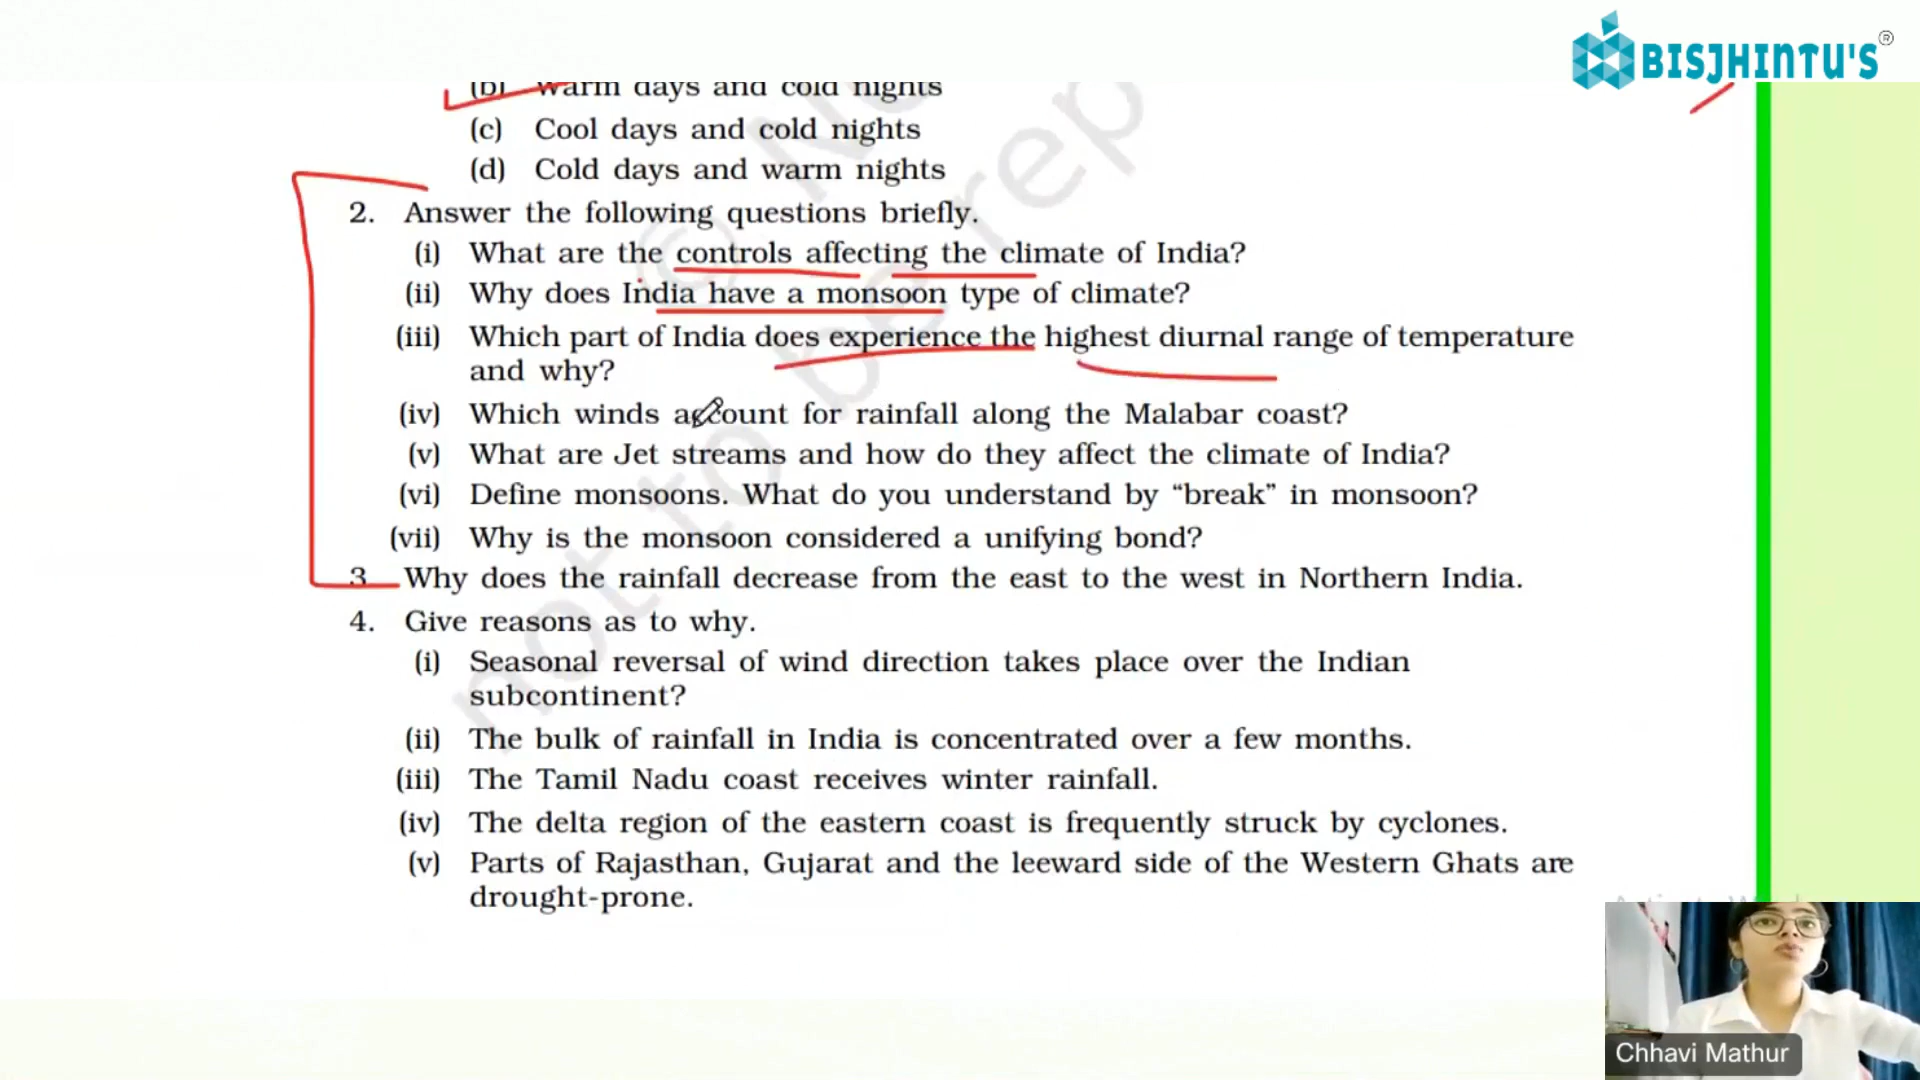 BISJHINTU'S®
(b) Warm days and cold nights
(c) Cool days and cold nights
(d) Cold days and warm nights
2. Answer the following questions briefly.
(i) What are the controls affecting the climate of India?
(ii) Why does India have a monsoon type of climate?
(iii) Which part of India does experience the highest diurnal range of temperature
and why?
(iv) Which winds account for rainfall along the Malabar coast?
(v) What are Jet streams and how do they affect the climate of India?
(vi) Define monsoons. What do you understand by “break” in monsoon?
(vii) Why is the monsoon considered a unifying bond?
3 Why does the rainfall decrease from the east to the west in Northern India.
4. Give reasons as to why.
(i) Seasonal reversal of wind direction takes place over the Indian
subcontinent?
(ii) The bulk of rainfall in India is concentrated over a few months.
(iii) The Tamil Nadu coast receives winter rainfall.
(iv) The delta region of the eastern coast is frequently struck by cyclones.
(v) Parts of Rajasthan, Gujarat and the leeward side of the Western Ghats are
drought-prone.
not to be rep
Chhavi Mathur